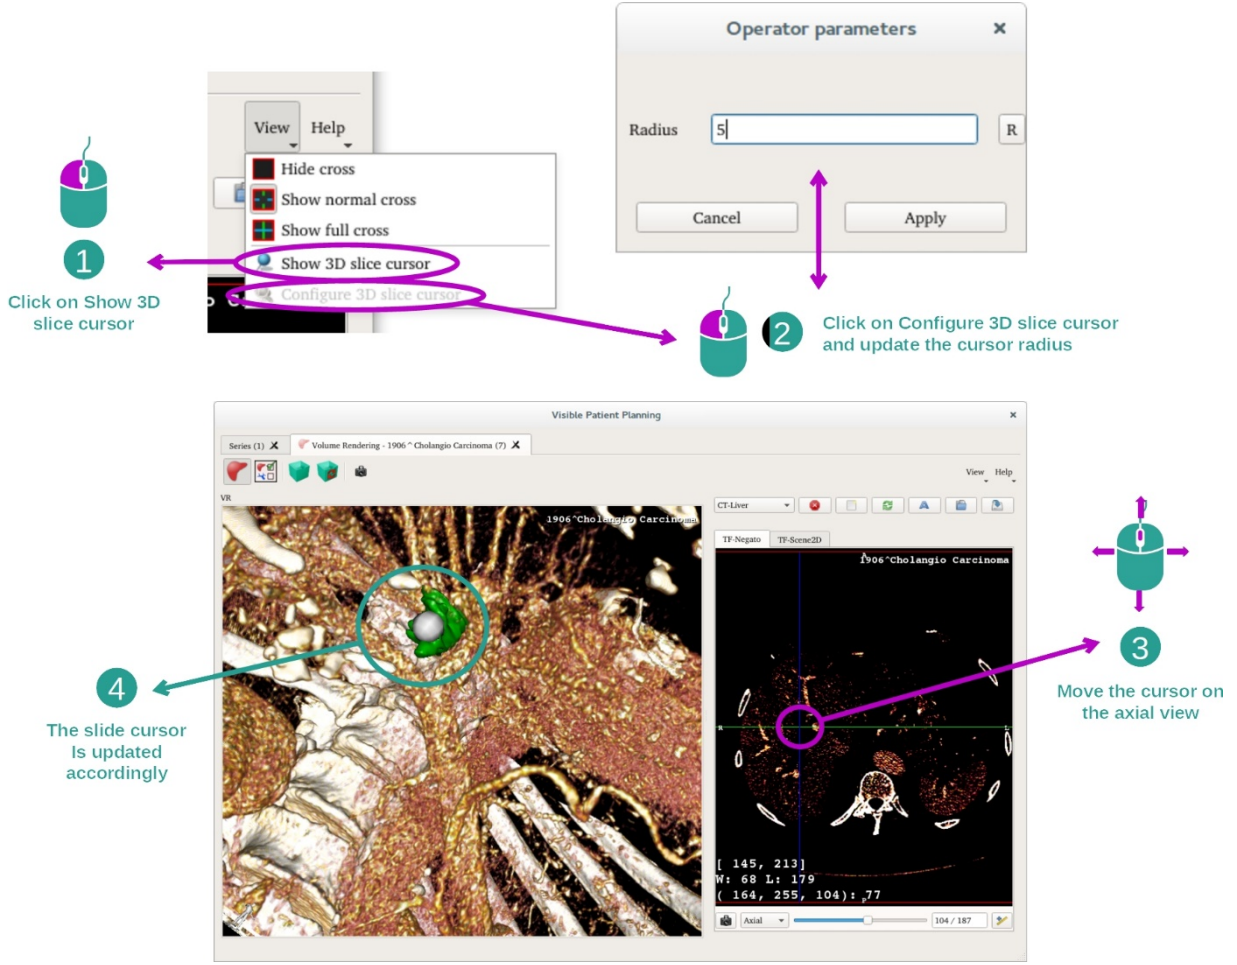 Operator parameters
Radius
5
R
Cancel
Apply
View Help
Hide cross
Show normal cross
Show full cross
Show 3D slice cursor
Configure 3D slice cursor
1
Click on Show 3D
slice cursor
2
Click on Configure 3D slice cursor
and update the cursor radius
Visible Patient Planning
Series (1)
Volume Rendering - 1906 ^ Cholangio Carcinoma (7)
View Help
VR
CT-Liver
TF-Negato
TF-Scene2D
1906^Cholangio Carcinoma
1906^Cholangio Carcinoma
R
L
[ 145, 213]
W: 68 L: 179
( 164, 255, 104): 77
P
Axial
104 / 187
3
Move the cursor on
the axial view
4
The slide cursor
Is updated
accordingly